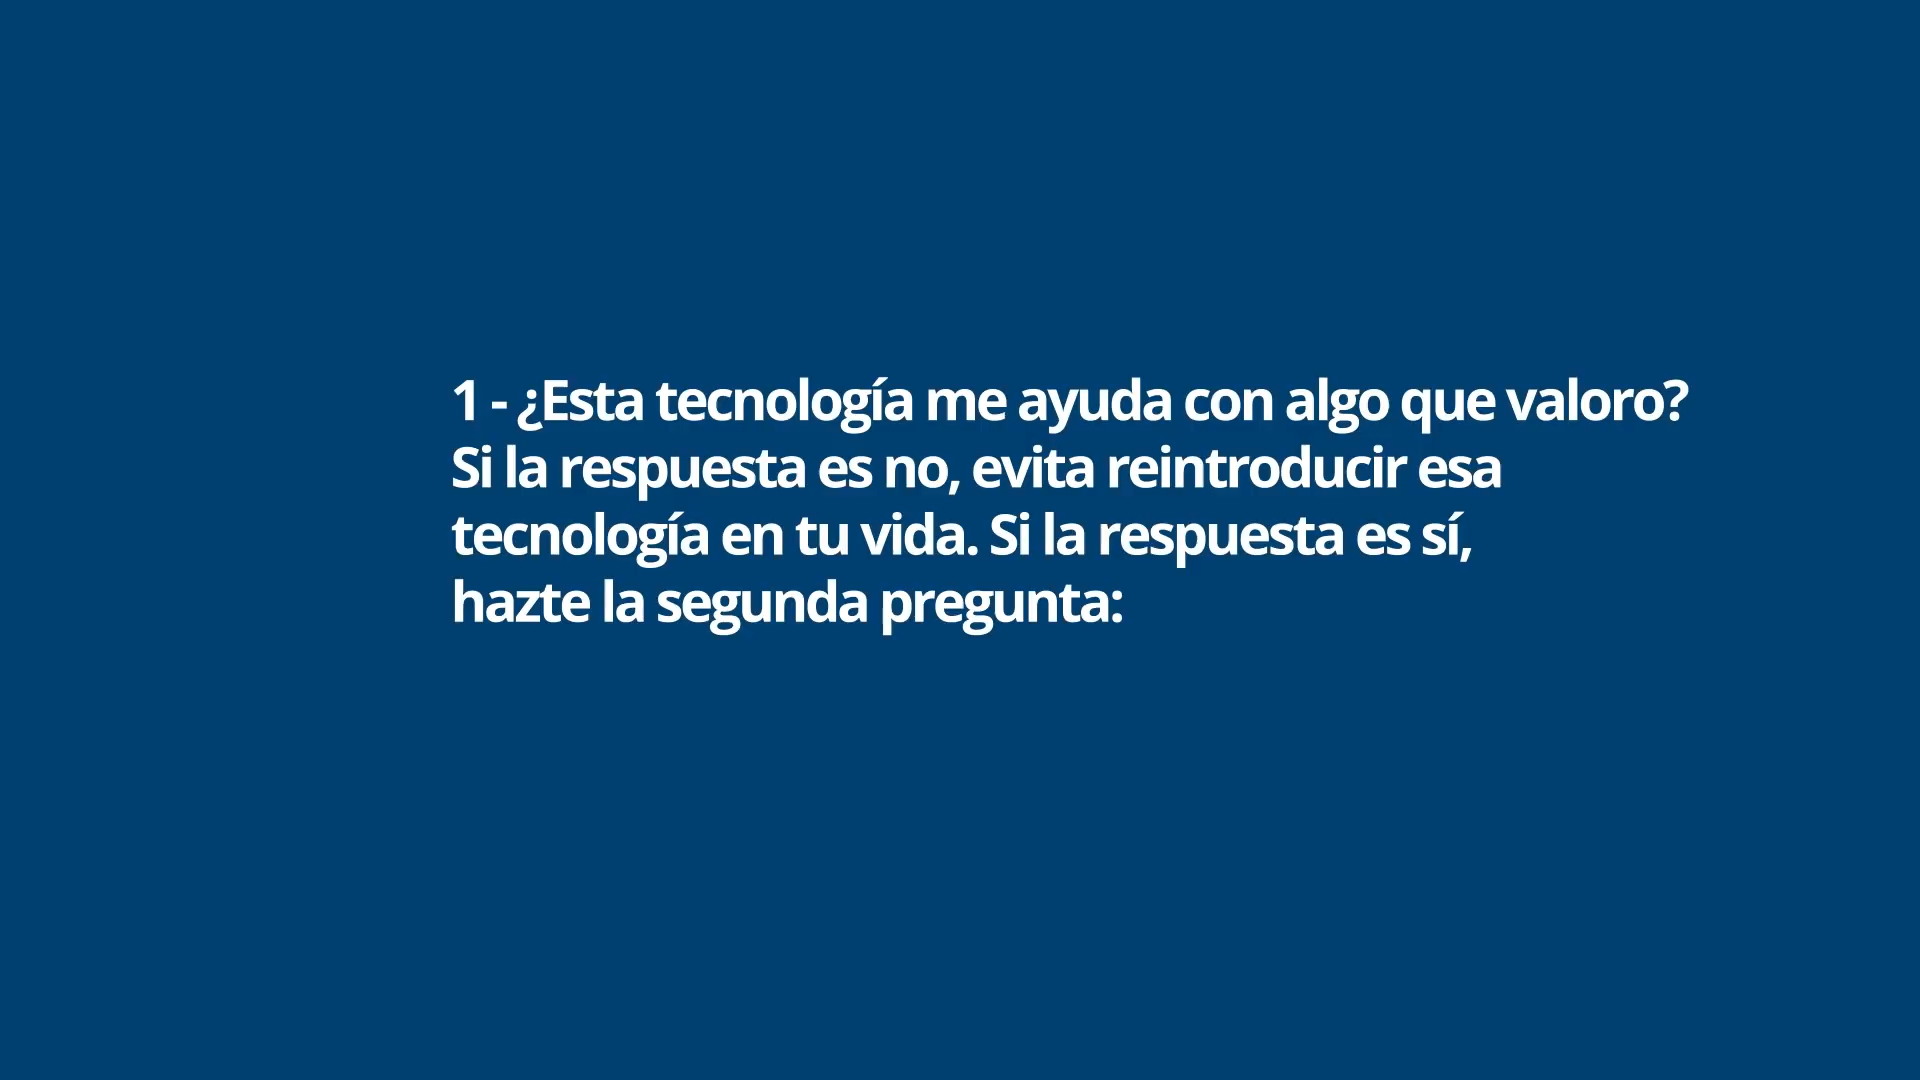 1 - ¿Esta tecnología me ayuda con algo que valoro?
Si la respuesta es no, evita reintroducir esa
tecnología en tu vida. Si la respuesta es sí,
hazte la segunda pregunta: